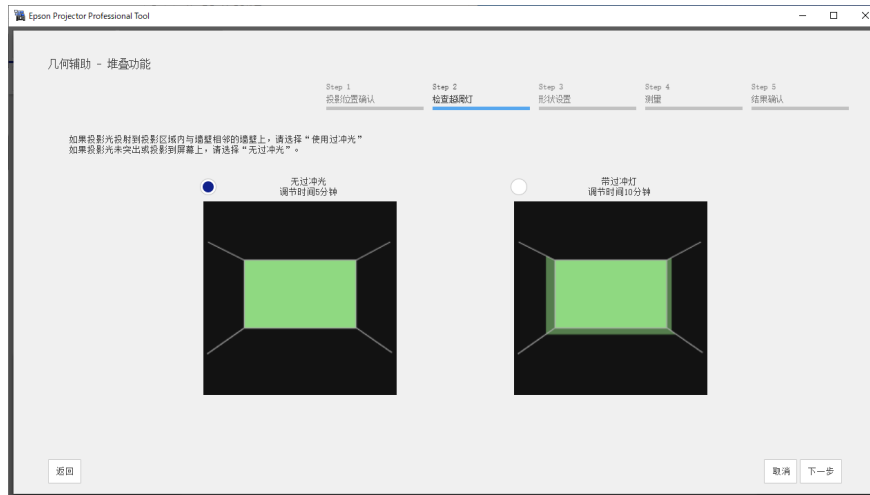 Epson Projector Professional Tool
几何辅助 - 堆叠功能
Step 1
投影位置确认
Step 2
检查超调灯
Step 3
形状设置
Step 4
测量
Step 5
结果确认
如果投影光投射到投影区域内与墙壁相邻的墙壁上，请选择“使用过冲光”
如果投影光未突出或投影到屏幕上，请选择“无过冲光”。
无过冲光
调节时间5分钟
带过冲灯
调节时间10分钟
返回
取消
下一步